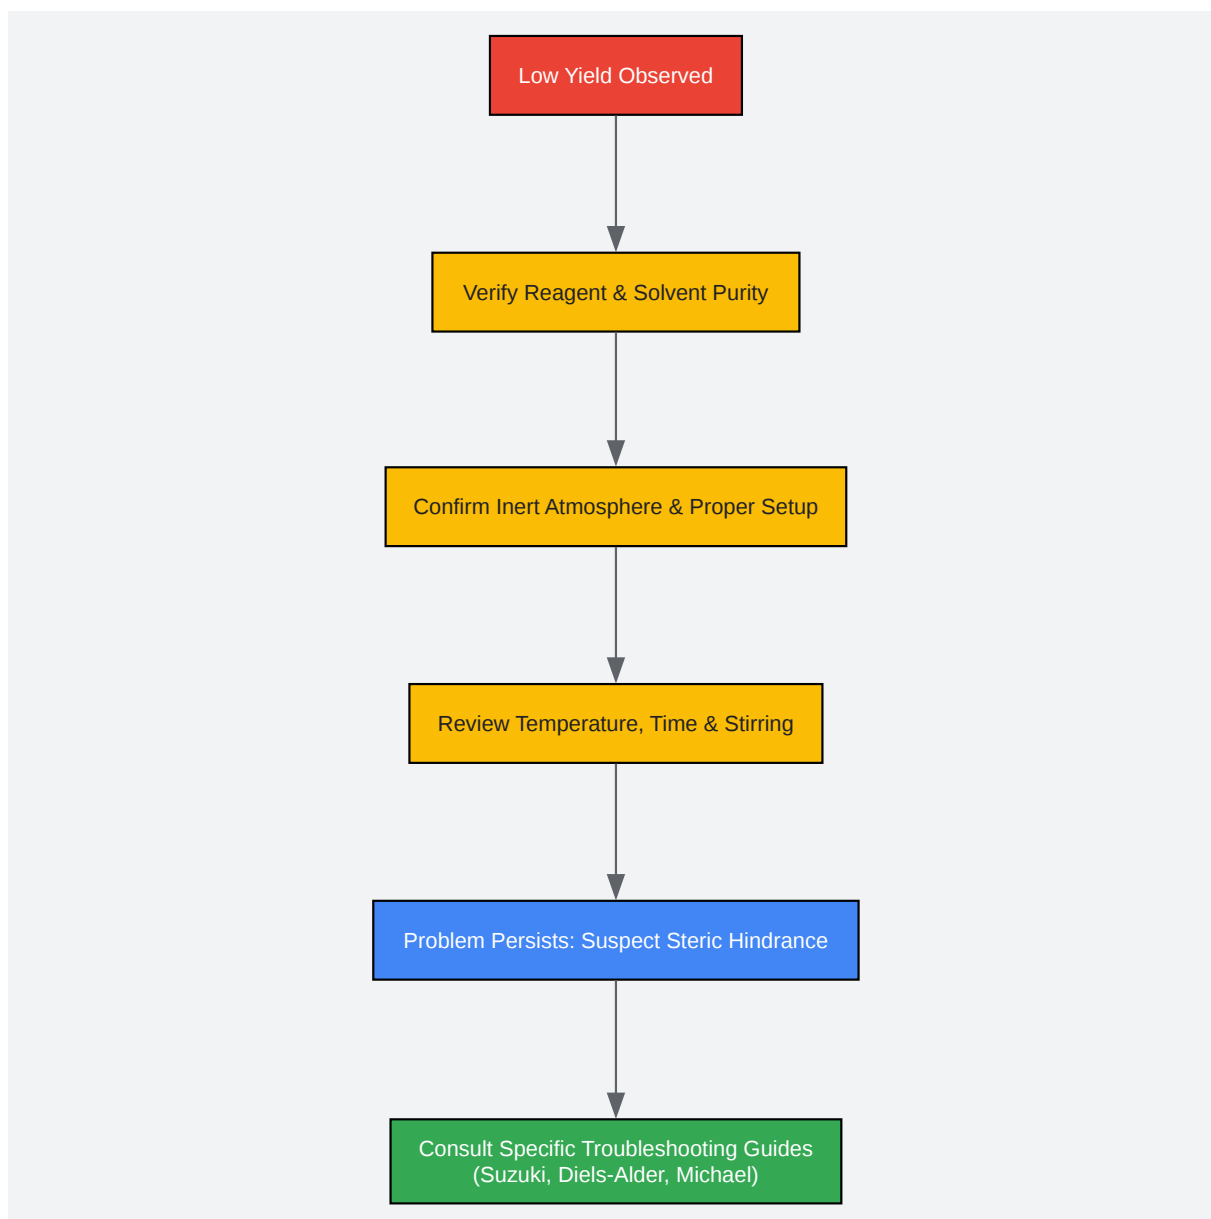 Low Yield Observed
Verify Reagent & Solvent Purity
Confirm Inert Atmosphere & Proper Setup
Review Temperature, Time & Stirring
Problem Persists: Suspect Steric Hindrance
Consult Specific Troubleshooting Guides
(Suzuki, Diels-Alder, Michael)